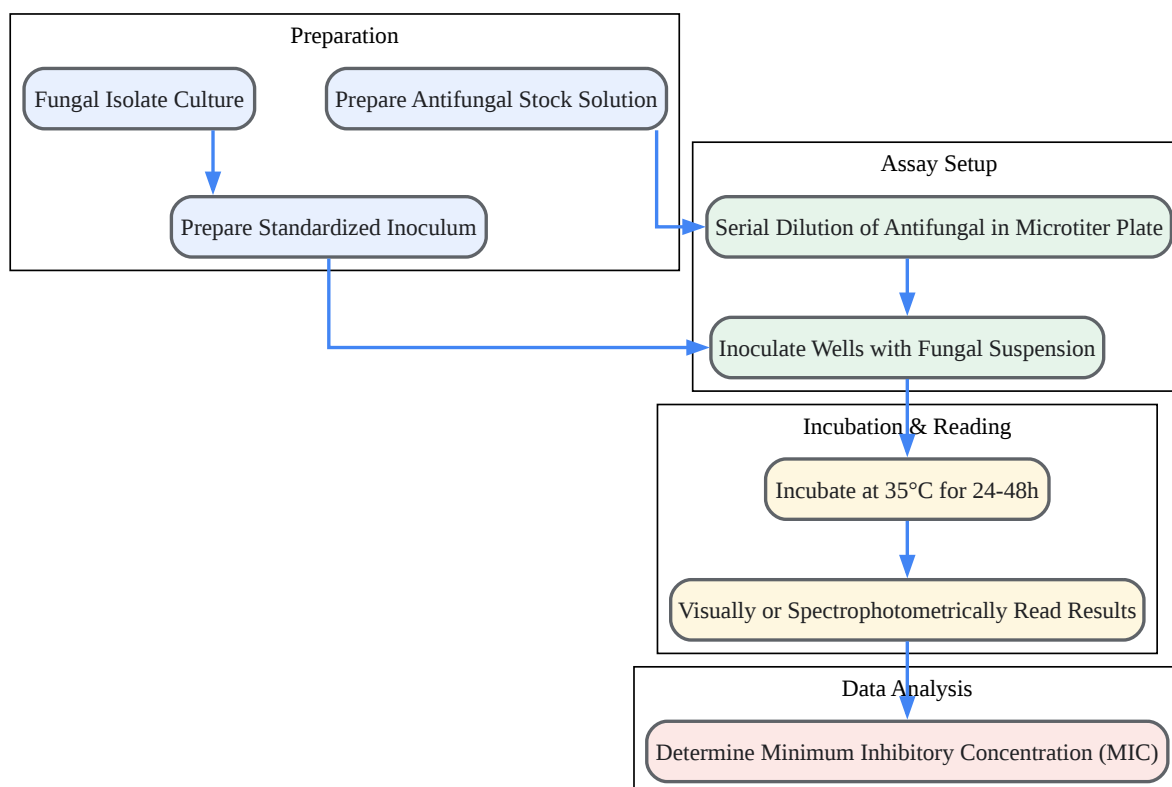 Preparation
Fungal Isolate Culture
Prepare Antifungal Stock Solution
Prepare Standardized Inoculum
Assay Setup
Serial Dilution of Antifungal in Microtiter Plate
Inoculate Wells with Fungal Suspension
Incubation & Reading
Incubate at 35°C for 24-48h
Visually or Spectrophotometrically Read Results
Data Analysis
Determine Minimum Inhibitory Concentration (MIC)